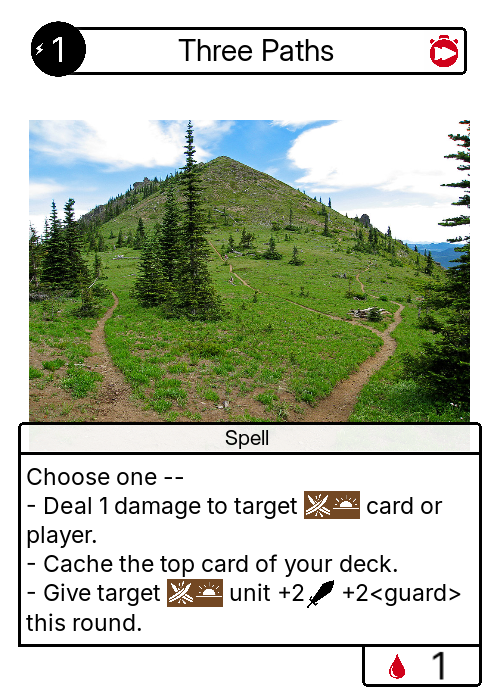 1
Three Paths
Spell
Choose one --
- Deal 1 damage to target card or
player.
- Cache the top card of your deck.
- Give target unit +2 +2<guard>
this round.
1